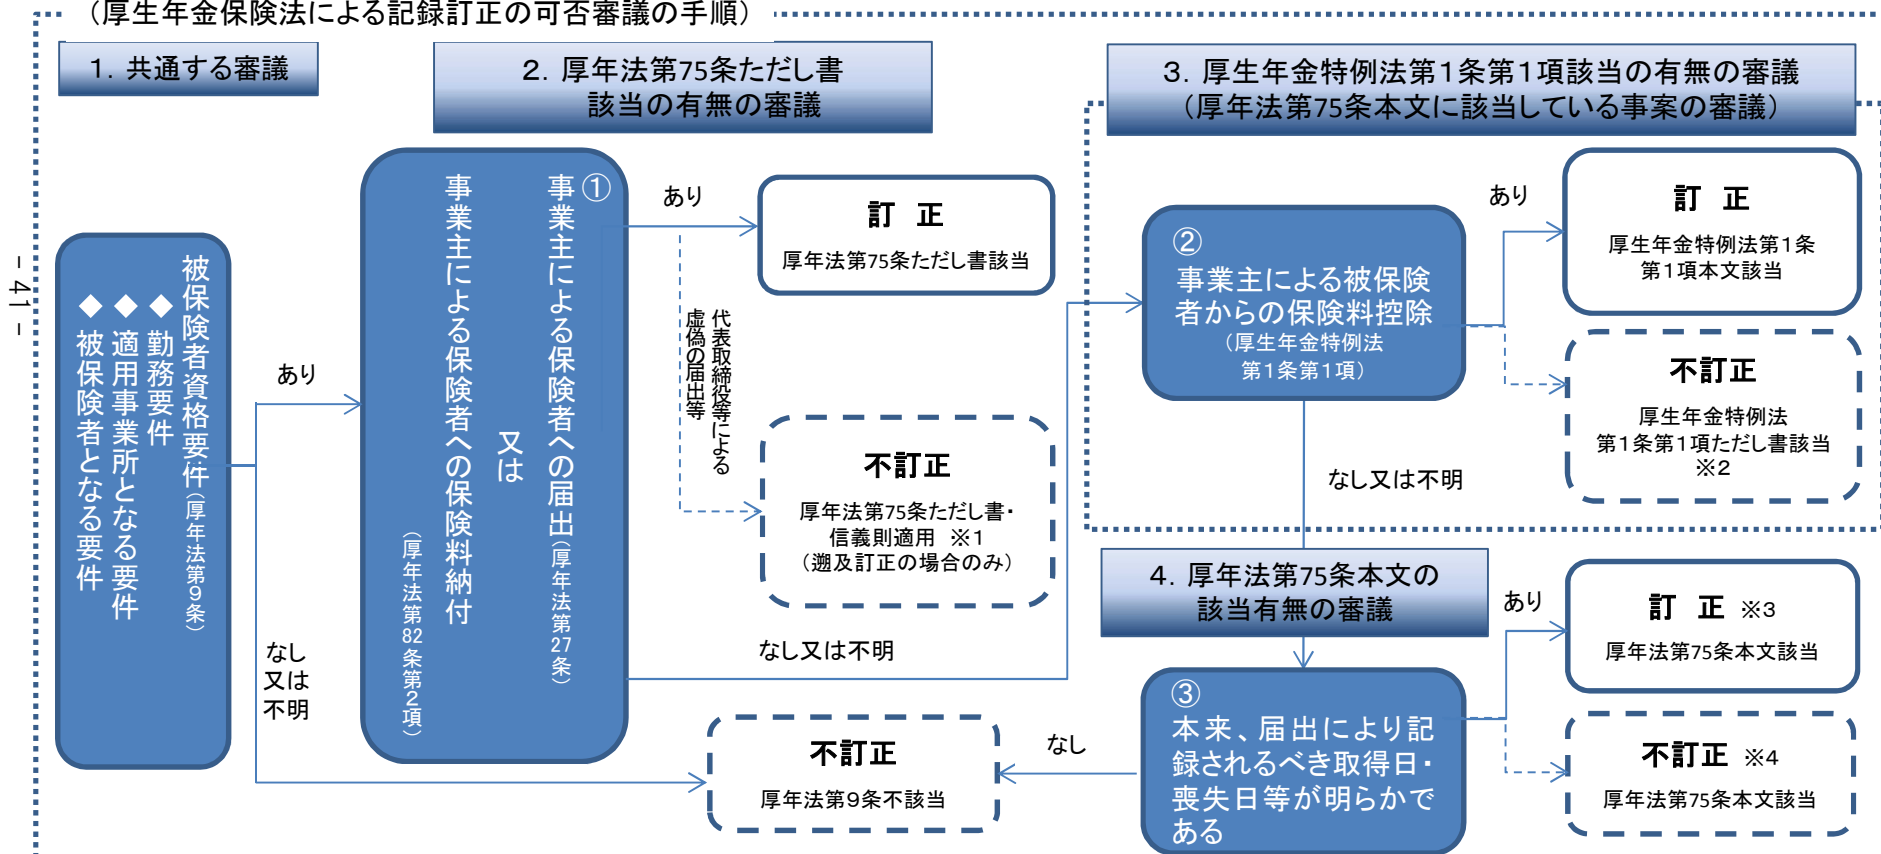 （厚生年金保険法による記録訂正の可否審議の手順）
1．共通する審議
2．厚年法第75条ただし書
該当の有無の審議
3．厚生年金特例法第1条第1項該当の有無の審議
（厚年法第75条本文に該当している事案の審議）
被保険者資格要件（厚年法第9条）
◆ 勤務要件
◆ 適用事業所となる要件
◆ 被保険者となる要件
あり
なし
又は
不明
①
事業主による保険者への届出（厚年法第27条）
又は
事業主による保険者への保険料納付
（厚年法第82条第2項）
あり
代表取締役等による
虚偽の届出等
訂 正
厚年法第75条ただし書該当
不訂正
厚年法第75条ただし書・
信義則適用 ※1
（遡及訂正の場合のみ）
なし又は不明
不訂正
厚年法第9条不該当
②
事業主による被保険
者からの保険料控除
（厚生年金特例法
第1条第1項）
あり
訂 正
厚生年金特例法第1条
第1項本文該当
不訂正
厚生年金特例法
第1条第1項ただし書該当
※2
なし又は不明
4．厚年法第75条本文の
該当有無の審議
③
本来、届出により記
録されるべき取得日・
喪失日等が明らかで
ある
なし
あり
訂 正 ※3
厚年法第75条本文該当
不訂正 ※4
厚年法第75条本文該当
- 41 -